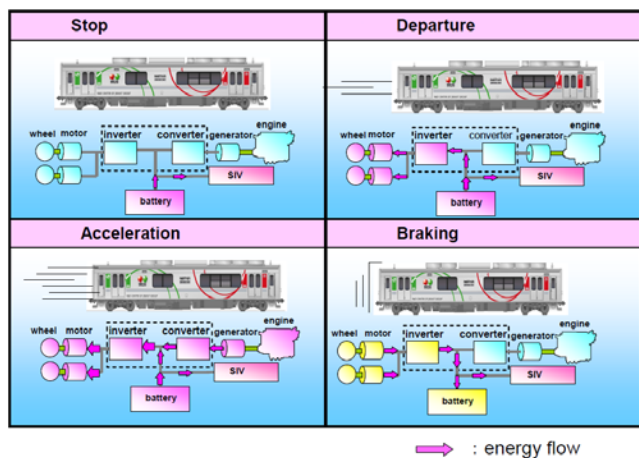 Stop
Departure
wheel motor inverter converter generator engine
battery
SIV
wheel motor inverter converter generator engine
battery
SIV
Acceleration
Braking
wheel motor inverter converter generator engine
battery
SIV
wheel motor inverter converter generator engine
battery
SIV
: energy flow